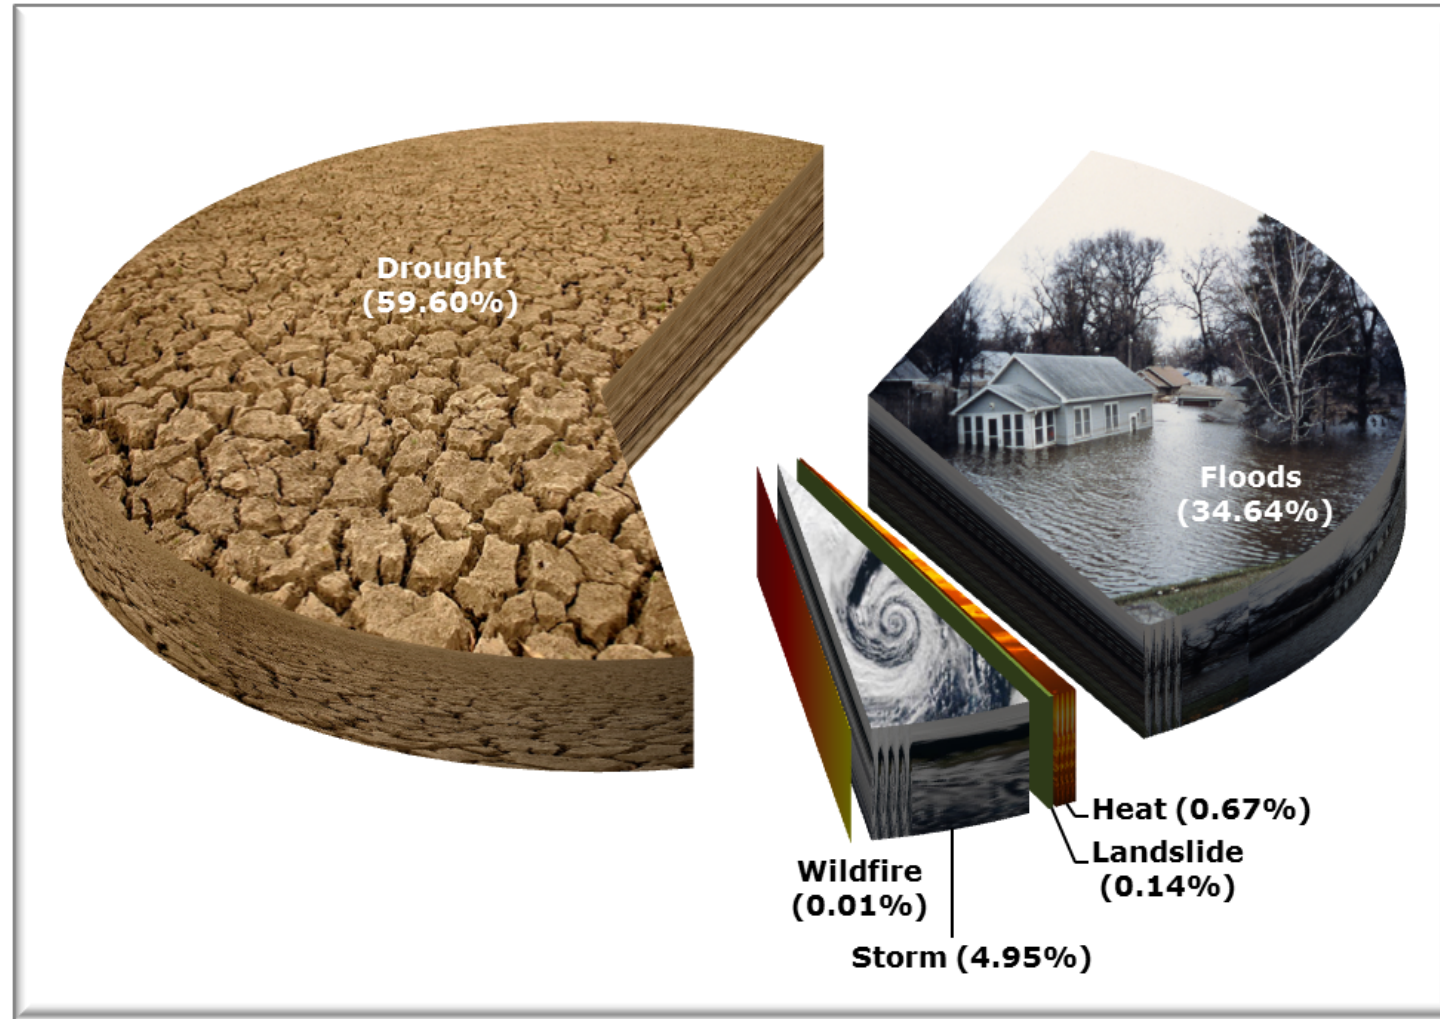 Drought
(59.60%)
Floods
(34.64%)
Heat (0.67%)
Landslide
(0.14%)
Wildfire
(0.01%)
Storm (4.95%)